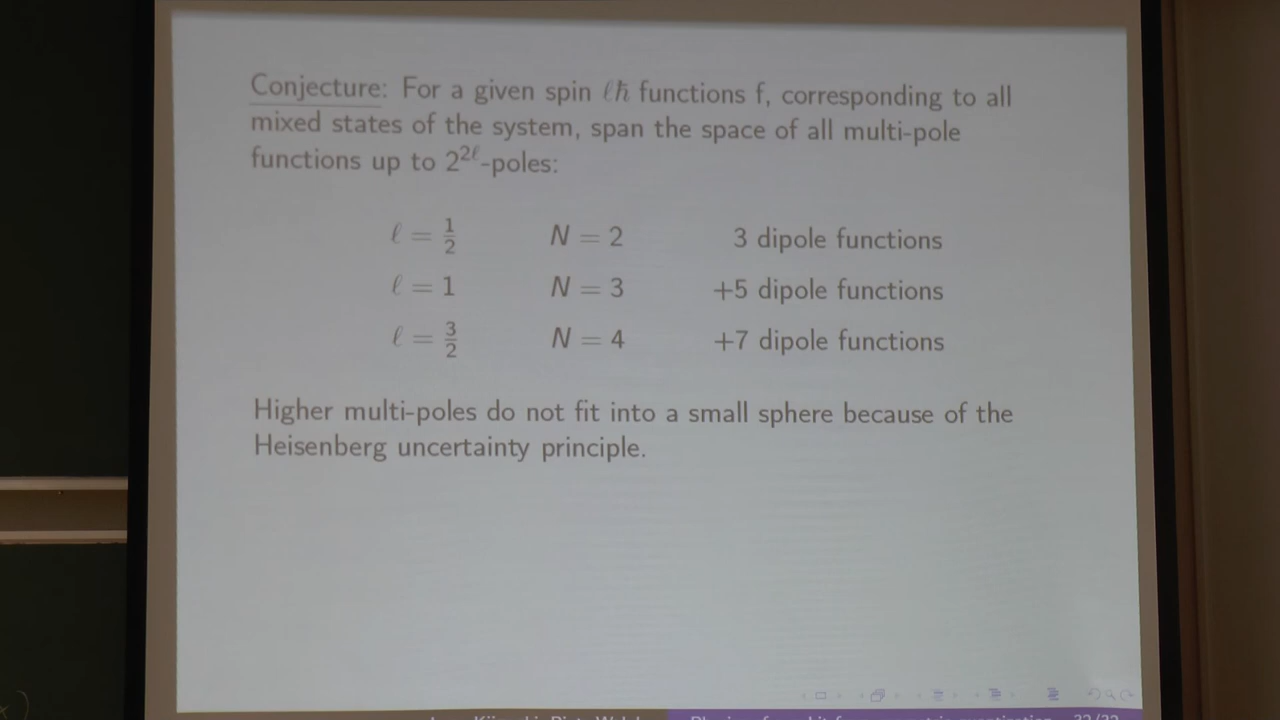 Conjecture: For a given spin ℓħ functions f, corresponding to all
mixed states of the system, span the space of all multi-pole
functions up to 2^{2ℓ}-poles:
ℓ = 1/2 N = 2 3 dipole functions
ℓ = 1 N = 3 +5 dipole functions
ℓ = 3/2 N = 4 +7 dipole functions
Higher multi-poles do not fit into a small sphere because of the
Heisenberg uncertainty principle.